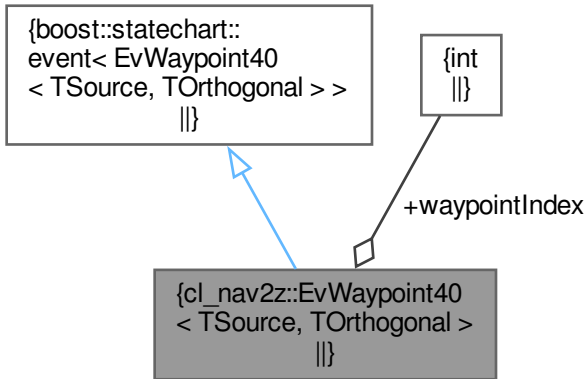 {boost::statechart::
event< EvWaypoint40
< TSource, TOrthogonal > >
||}
{int
||}
+waypointIndex
{cl_nav2z::EvWaypoint40
< TSource, TOrthogonal >
||}